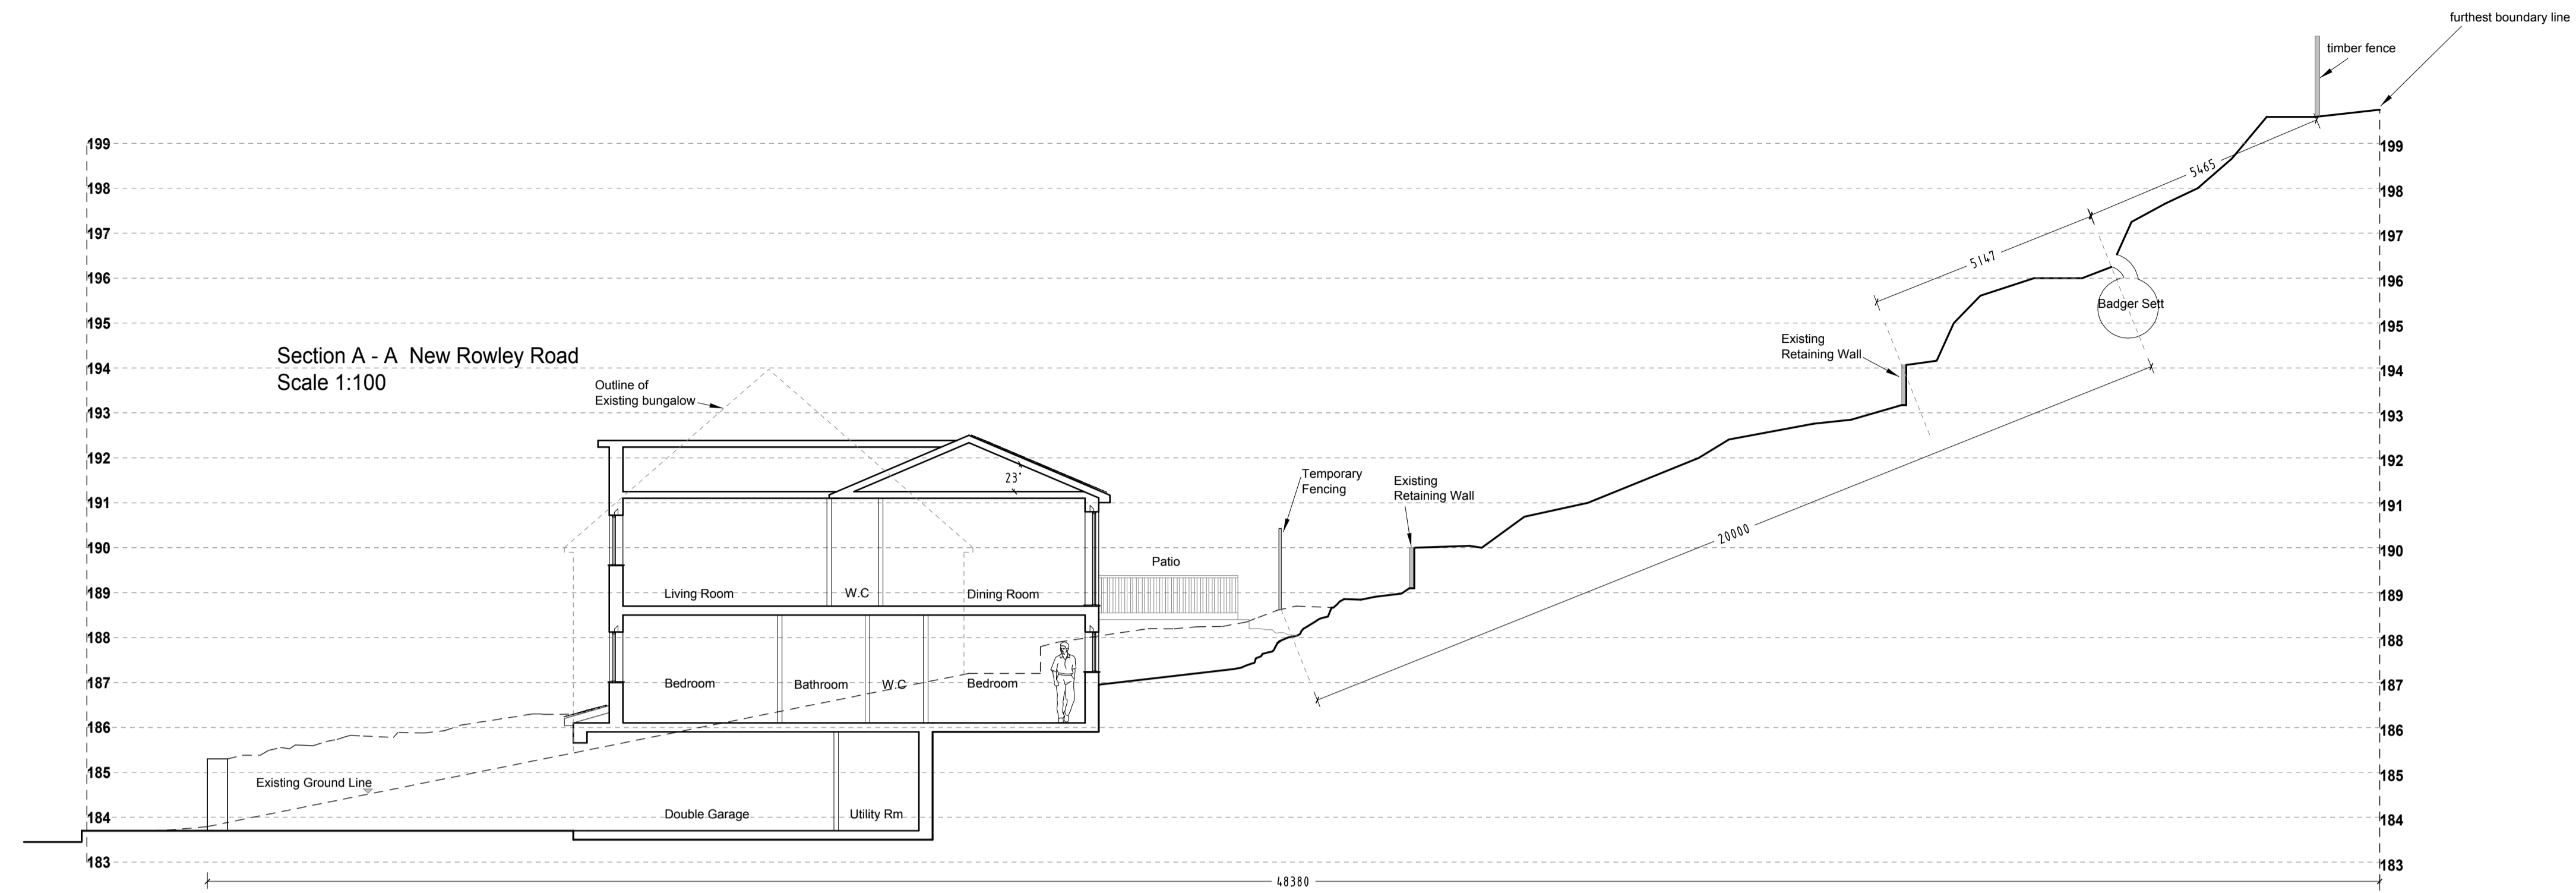 furthest boundary line
timber fence
199
199
5465
198
198
197
197
5147
196
196
Badger Sett
195
195
Existing
Retaining Wall
Section A - A  New Rowley Road
Scale 1:100
194
194
Outline of
Existing bungalow
193
193
192
192
23°
Temporary
Fencing
Existing
Retaining Wall
191
191
20000
190
190
Patio
189
Living Room
W.C
Dining Room
189
188
188
187
Bedroom
Bathroom
W.C
Bedroom
187
186
186
185
185
Existing Ground Line
184
Double Garage
Utility Rm
184
183
183
48380